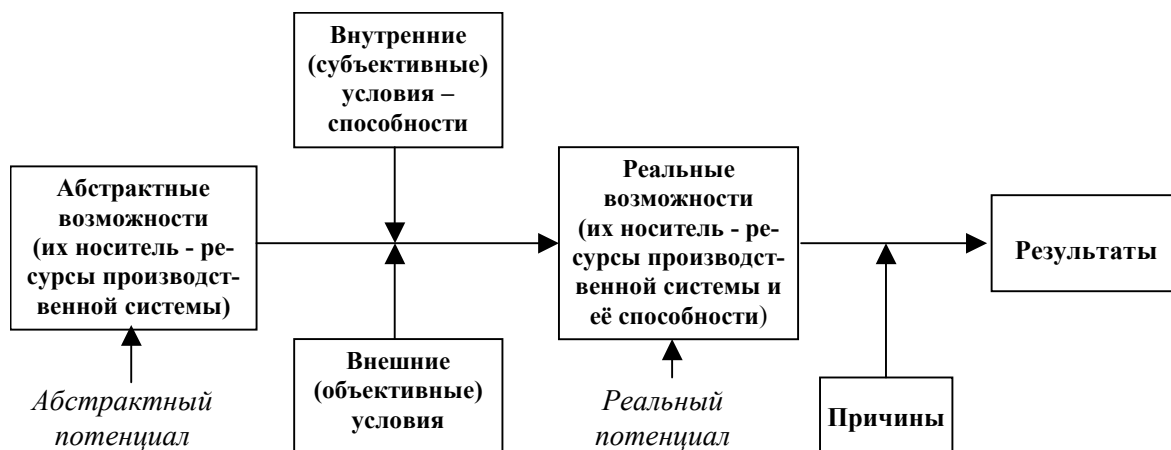 Внутренние
(субъективные)
условия –
способности
Абстрактные
возможности
(их носитель - ре-
сурсы производст-
венной системы)
Реальные
возможности
(их носитель - ре-
сурсы производст-
венной системы и
её способности)
Результаты
Внешние
(объективные)
условия
Абстрактный
потенциал
Реальный
потенциал
Причины